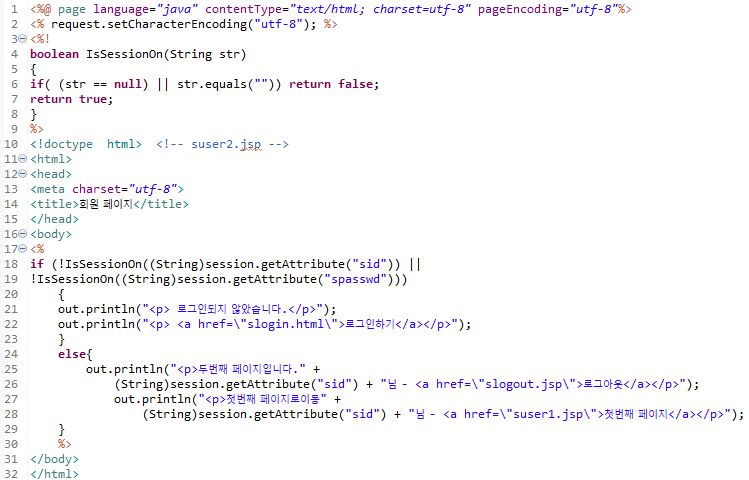 1 <%@ page language="java" contentType="text/html; charset=utf-8" pageEncoding="utf-8"%>
2 <% request.setCharacterEncoding("utf-8"); %>
3 <%!
4 boolean IsSessionOn(String str)
5 {
6 if( (str == null) || str.equals("")) return false;
7 return true;
8 }
9 %>
10 <!doctype  html>  <!-- suser2.jsp -->
11 <html>
12 <head>
13 <meta charset="utf-8">
14 <title>회원 페이지</title>
15 </head>
16 <body>
17 <%
18 if (!IsSessionOn((String)session.getAttribute("sid")) ||
19 !IsSessionOn((String)session.getAttribute("spasswd")))
20     {
21     out.println("<p> 로그인되지 않았습니다.</p>");
22     out.println("<p> <a href=\"slogin.html\">로그인하기</a></p>");
23     }
24     else{
25         out.println("<p>두번째 페이지입니다." +
26             (String)session.getAttribute("sid") + "님 - <a href=\"slogout.jsp\">로그아웃</a></p>");
27             out.println("<p>첫번째 페이지로이동" +
28                 (String)session.getAttribute("sid") + "님 - <a href=\"suser1.jsp\">첫번째 페이지</a></p>");
29     }
30     %>
31 </body>
32 </html>